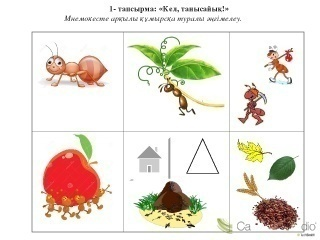 1- тапсырма: «Кел, танысайық!»
Мнемокесте арқылы құмырсқа туралы әңгімелеу.